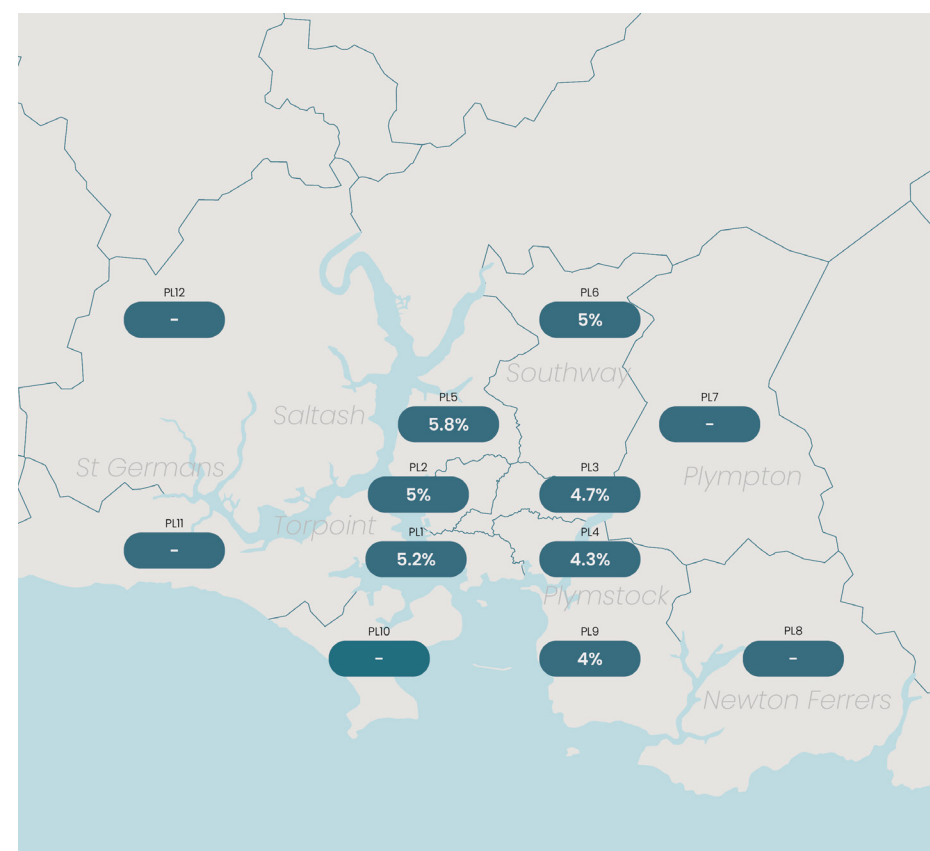 PL12
-
PL6
5%
Southway
PL5
5.8%
PL7
-
Saltash
St Germans
PL2
5%
PL3
4.7%
Plympton
PL11
-
Torpoint
PL1
5.2%
PL4
4.3%
Plymstock
PL10
-
PL9
4%
PL8
-
Newton Ferrers